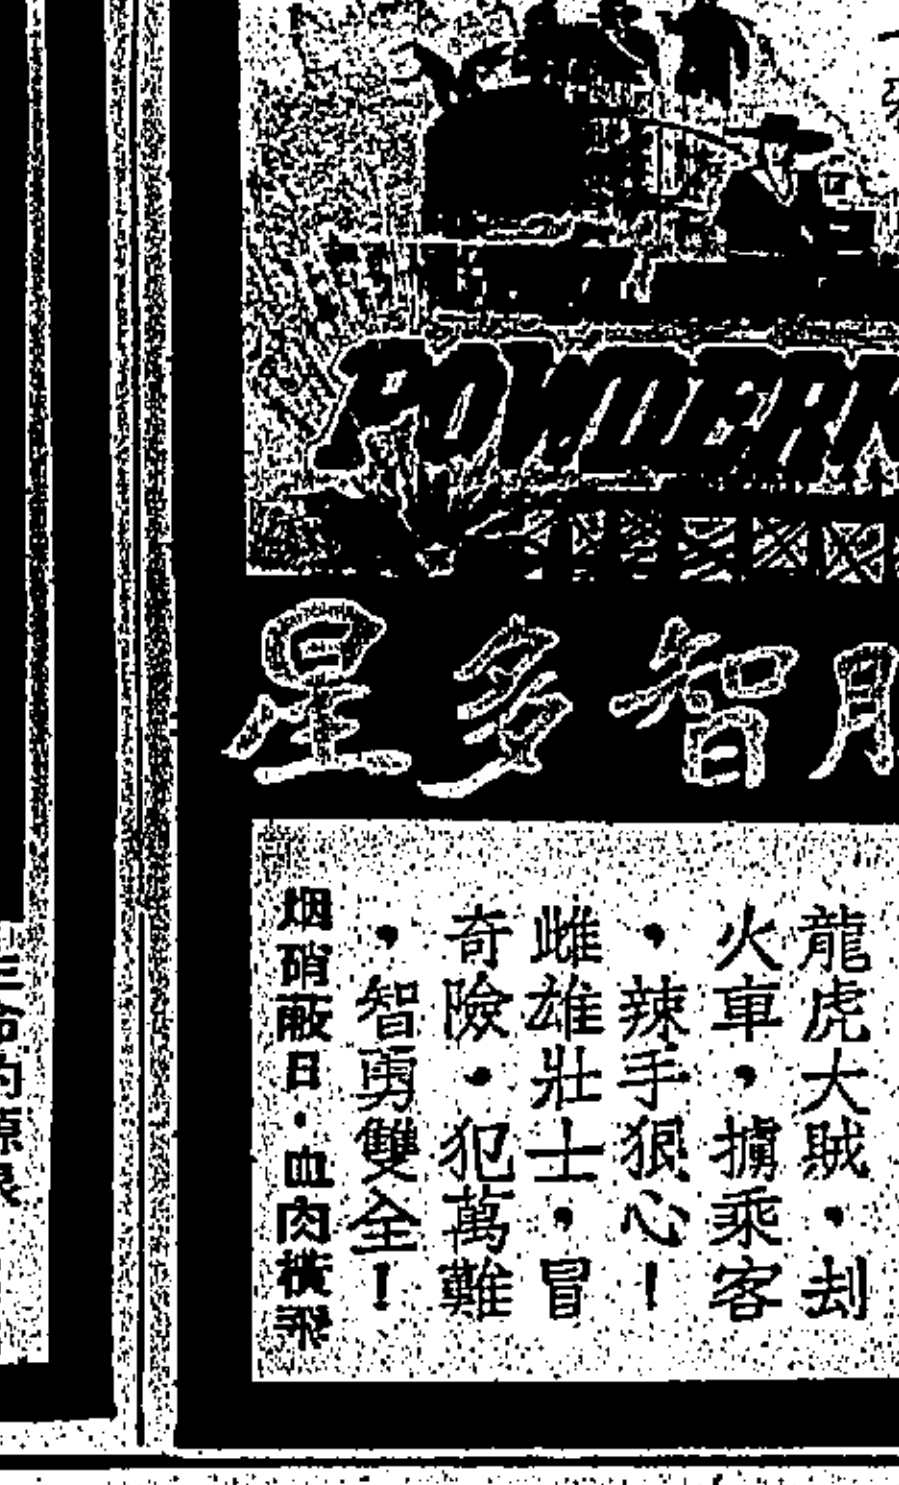 POWDERK
星多智朋
龍虎大賊，刦
火車，擄乘客
，辣手狠心！
雌雄壯士，冒
奇險，犯萬難
，智勇雙全！
烟硝蔽日，血肉橫飛